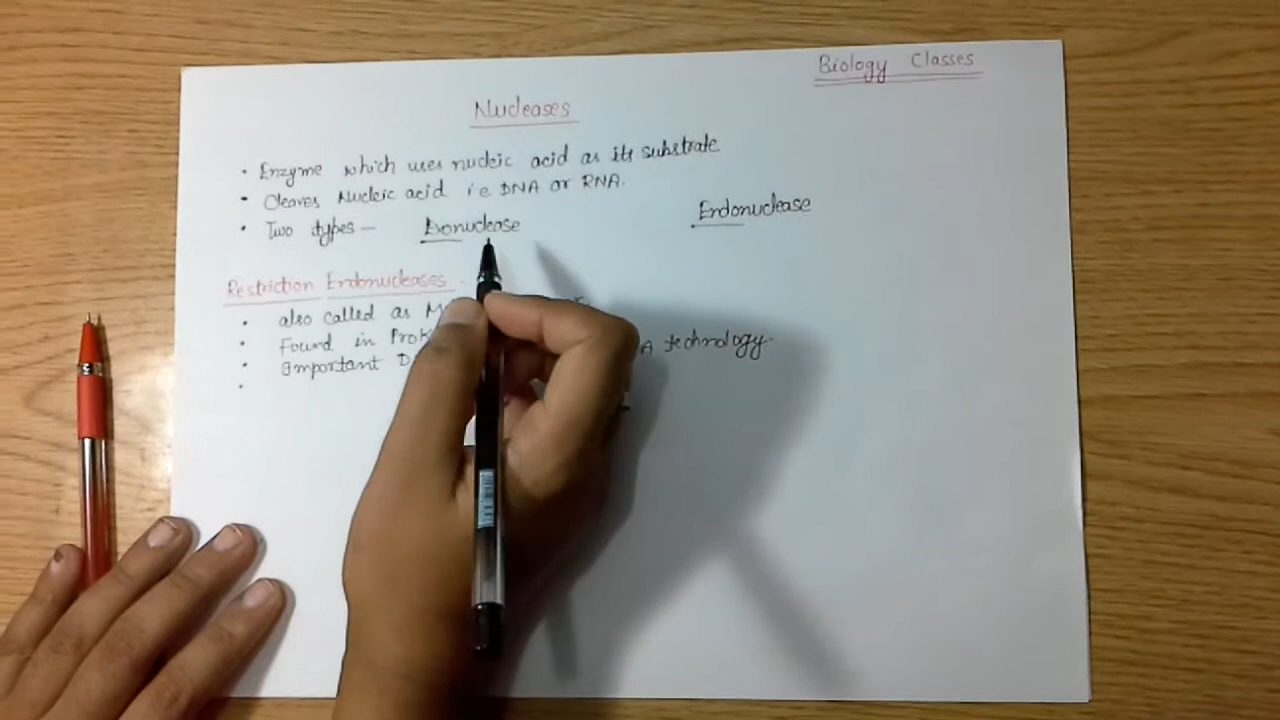 Biology Classes
Nucleases
• Enzyme which uses nucleic acid as its substrate
• Cleaves Nucleic acid i.e DNA or RNA.
• Two types — Exonuclease Endonuclease
Restriction Endonucleases
• also called as M
• Found in Prok
• Important D A technology
•